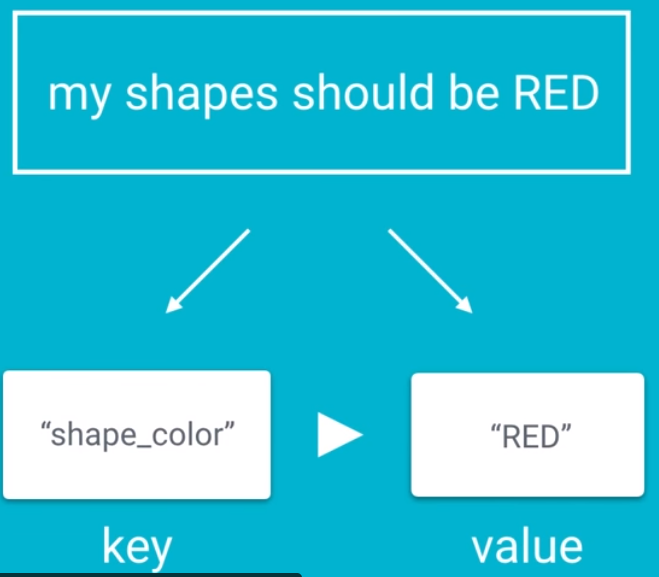 my shapes should be RED
“shape_color”
“RED”
key
value